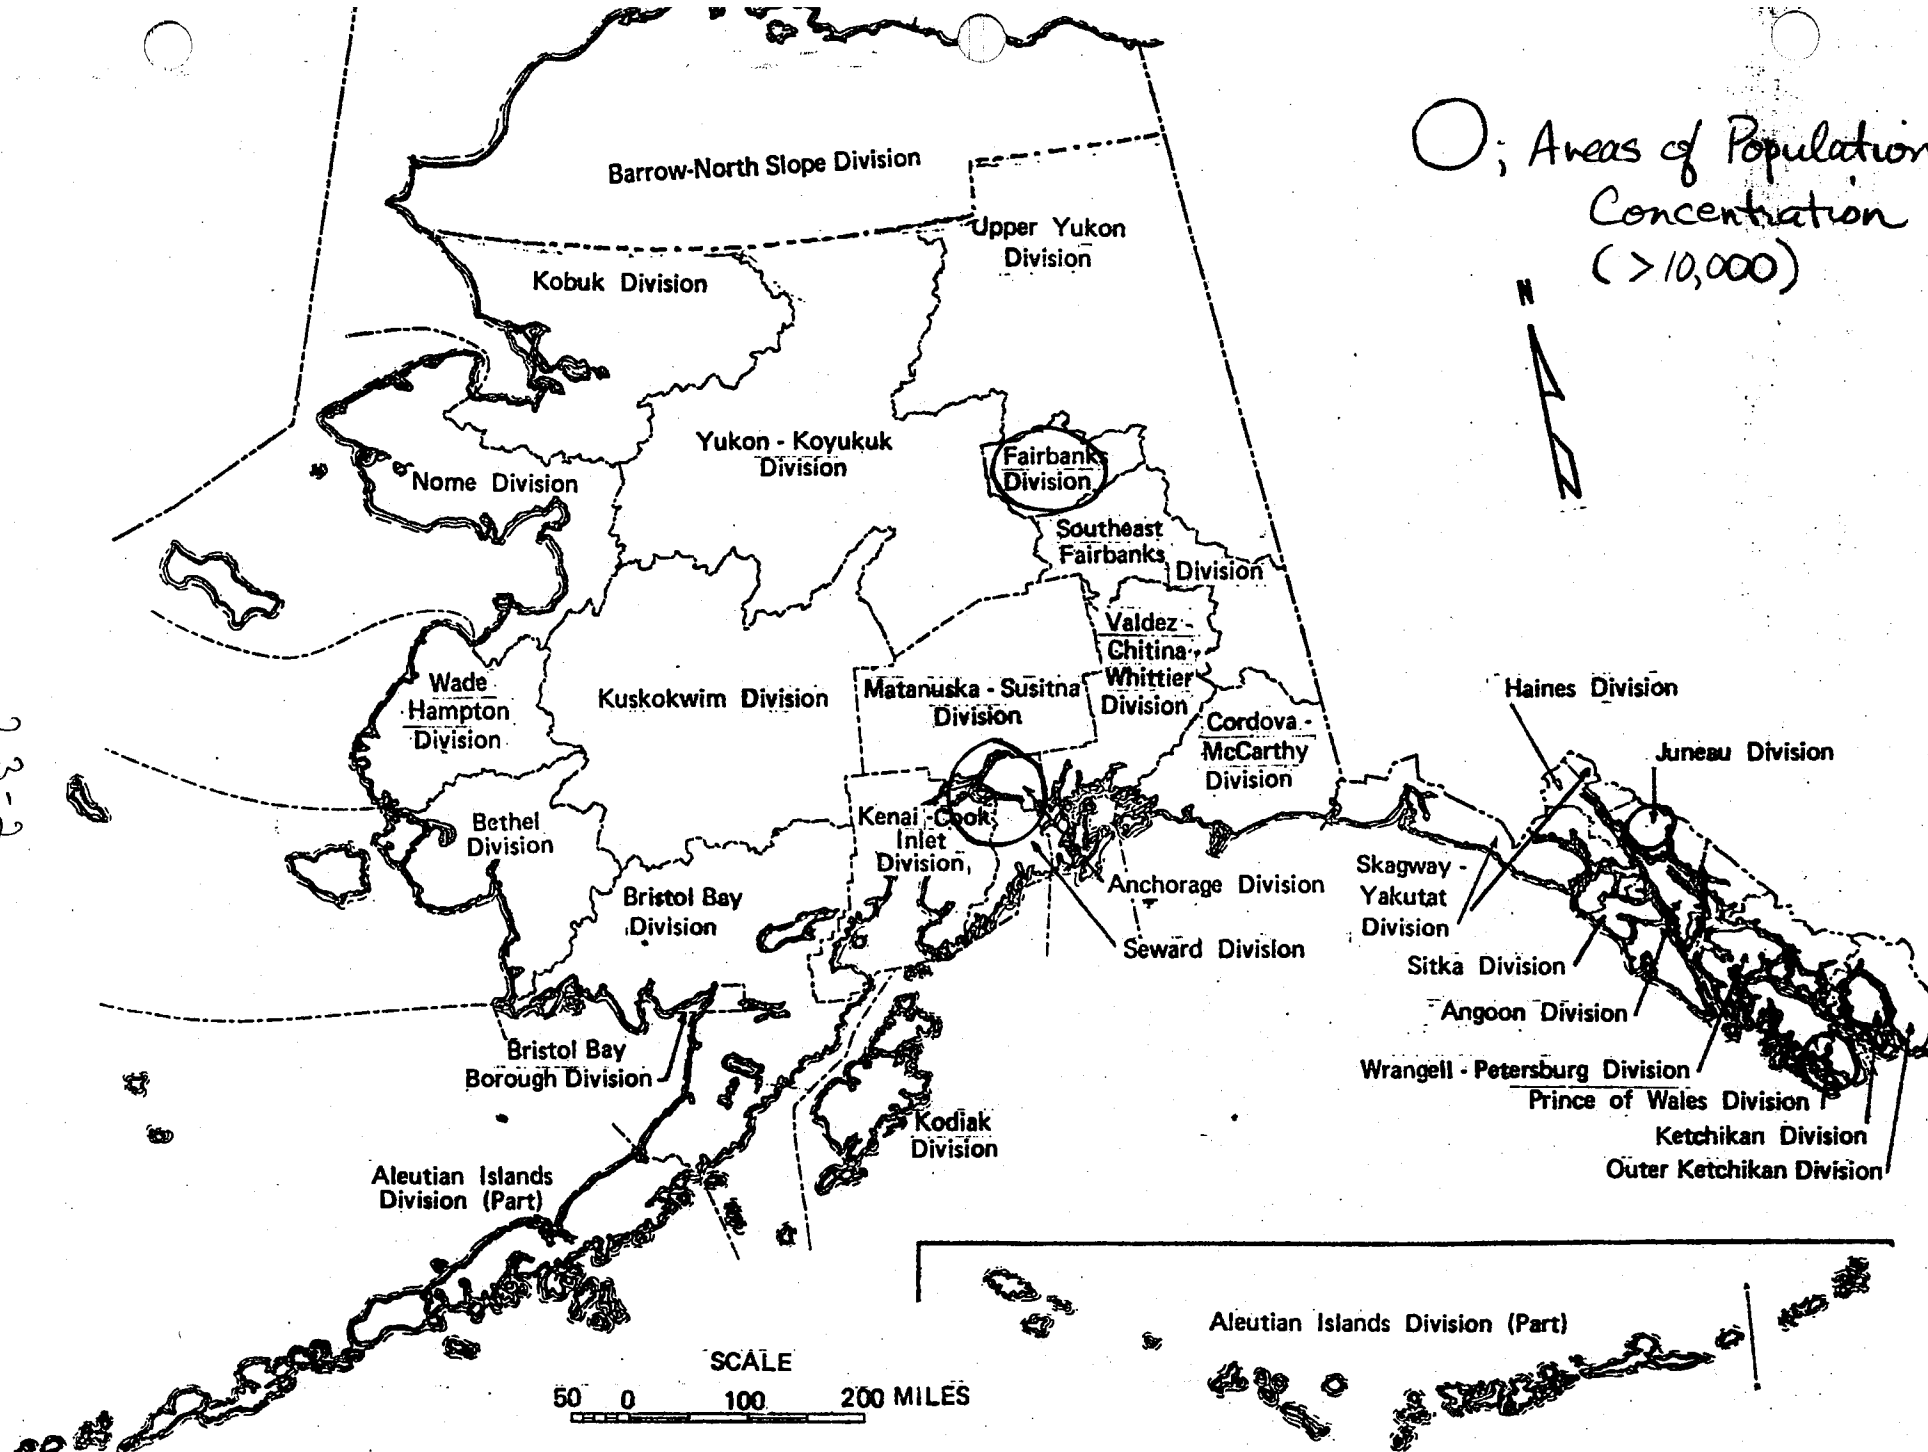 O; Areas of Population
Concentration
(>10,000)
N
Barrow-North Slope Division
Upper Yukon
Division
Kobuk Division
Yukon - Koyukuk
Division
Fairbanks
Division
Nome Division
Southeast
Fairbanks
Division
Valdez -
Chitina-
Whittier
Division
Wade
Hampton
Division
Kuskokwim Division
Matanuska - Susitna
Division
Cordova -
McCarthy
Division
Haines Division
Juneau Division
Bethel
Division
Kenai - Cook
Inlet
Division
Bristol Bay
Division
Anchorage Division
Seward Division
Skagway -
Yakutat
Division
Sitka Division
Angoon Division
Bristol Bay
Borough Division
Wrangell - Petersburg Division
Prince of Wales Division
Ketchikan Division
Outer Ketchikan Division
Kodiak
Division
Aleutian Islands
Division (Part)
Aleutian Islands Division (Part)
SCALE
50 0 100 200 MILES